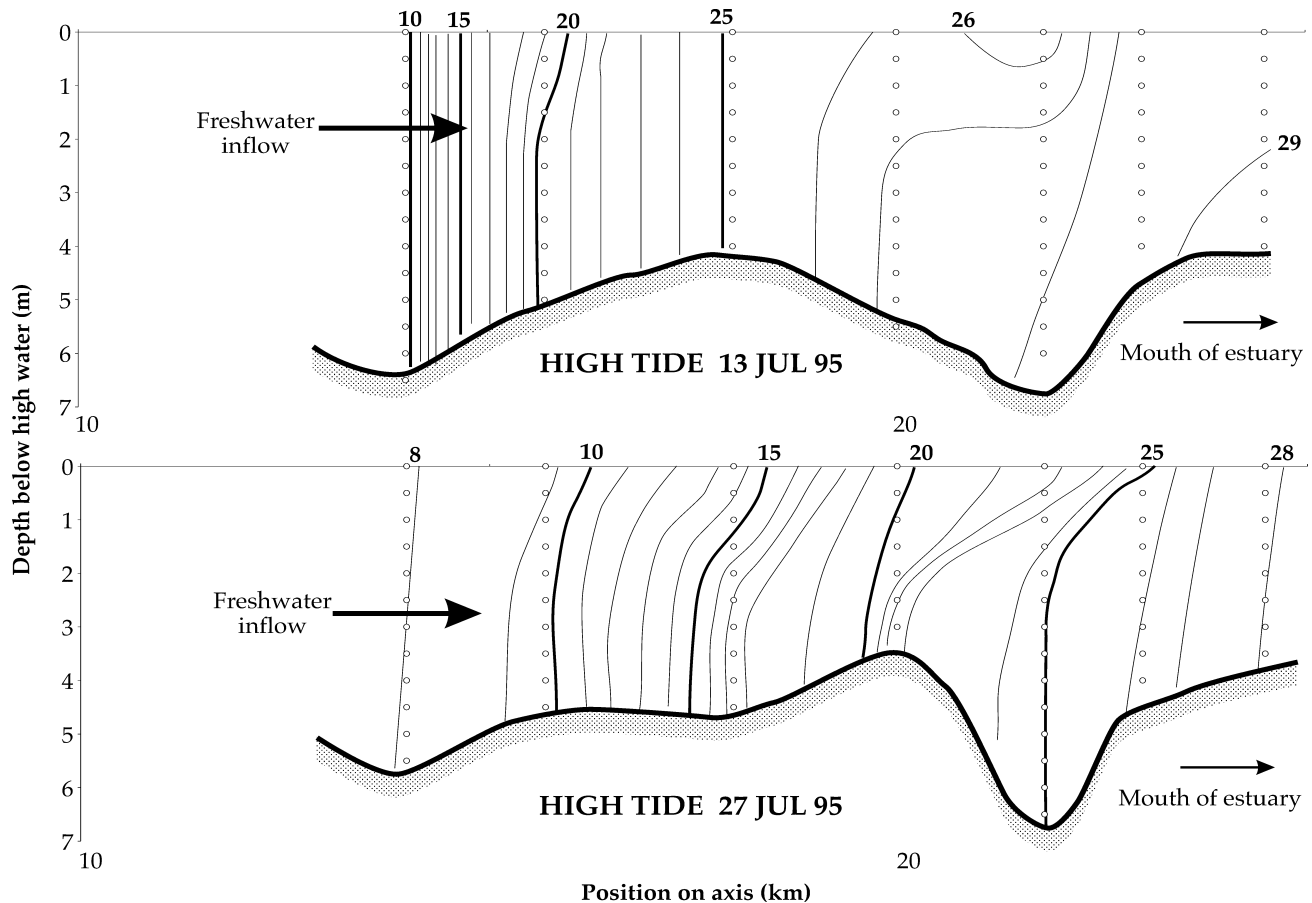 10 15 20 25 26
0
1
2
3
4
5
6
7
Freshwater
inflow
29
HIGH TIDE 13 JUL 95
Mouth of estuary
10 20
Depth below high water (m)
8 10 15 20 25 28
0
1
2
3
4
5
6
7
Freshwater
inflow
HIGH TIDE 27 JUL 95
Mouth of estuary
10 20
Position on axis (km)